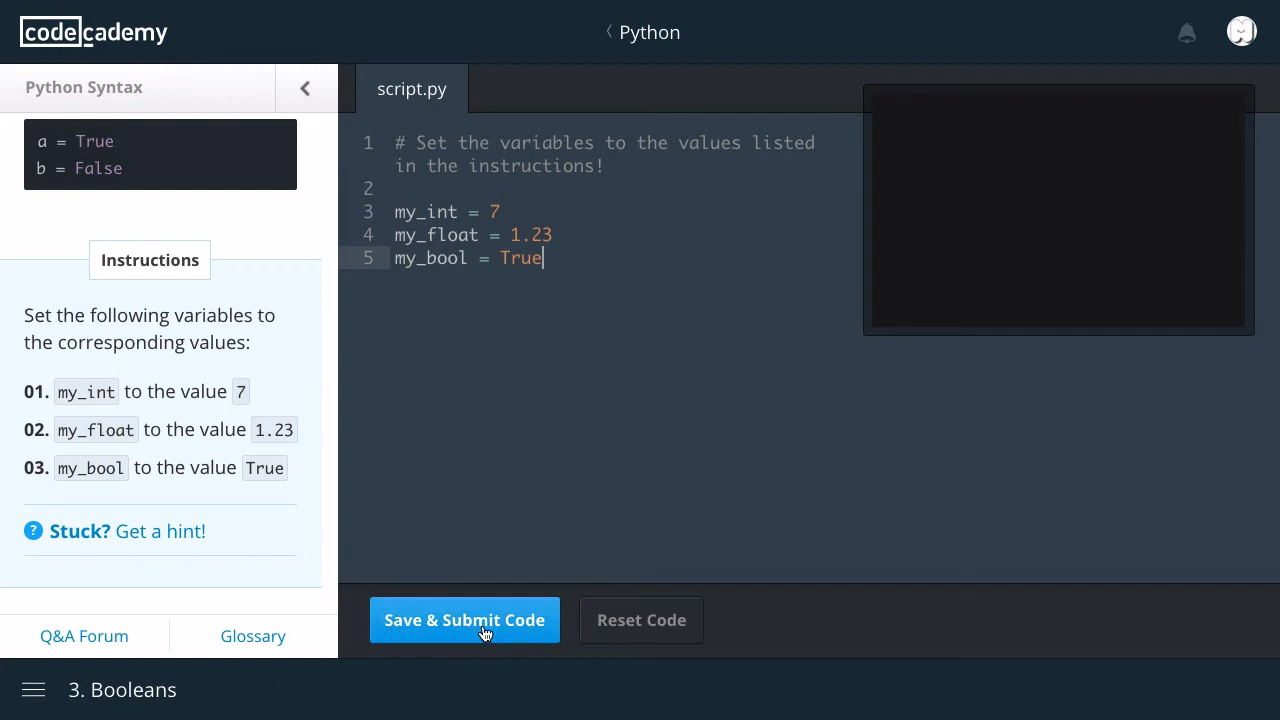 codecademy
Python
Python Syntax
script.py
a = True
b = False
Instructions
Set the following variables to
the corresponding values:
01. my_int to the value 7
02. my_float to the value 1.23
03. my_bool to the value True
? Stuck? Get a hint!
Q&A Forum
Glossary
1 # Set the variables to the values listed
in the instructions!
2
3 my_int = 7
4 my_float = 1.23
5 my_bool = True
Save & Submit Code
Reset Code
3. Booleans